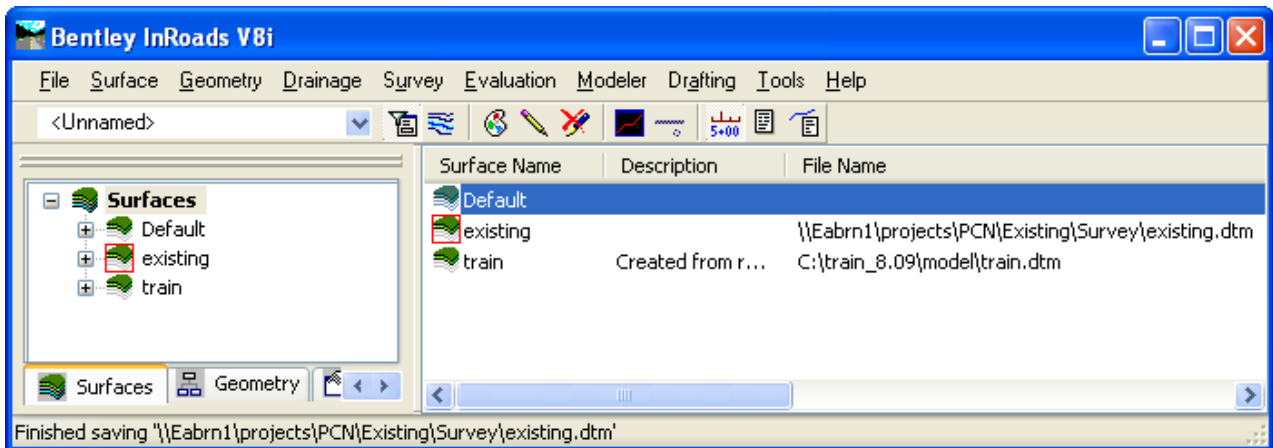 Bentley InRoads V8i
File Surface Geometry Drainage Survey Evaluation Modeler Drafting Tools Help
<Unnamed> 5+00
Surface Name Description File Name
Surfaces
Default
existing
train
Default
existing \\Eabrn1\projects\PCN\Existing\Survey\existing.dtm
train Created from r... C:\train_8.09\model\train.dtm
Surfaces Geometry
Finished saving '\\Eabrn1\projects\PCN\Existing\Survey\existing.dtm'